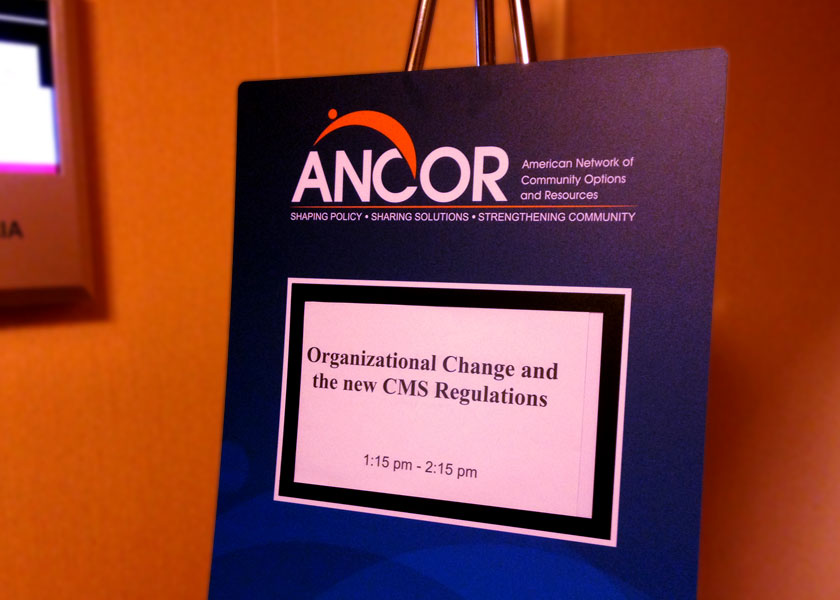 ANCOR
American Network of
Community Options
and Resources
SHAPING POLICY • SHARING SOLUTIONS • STRENGTHENING COMMUNITY
Organizational Change and
the new CMS Regulations
1:15 pm - 2:15 pm
IA